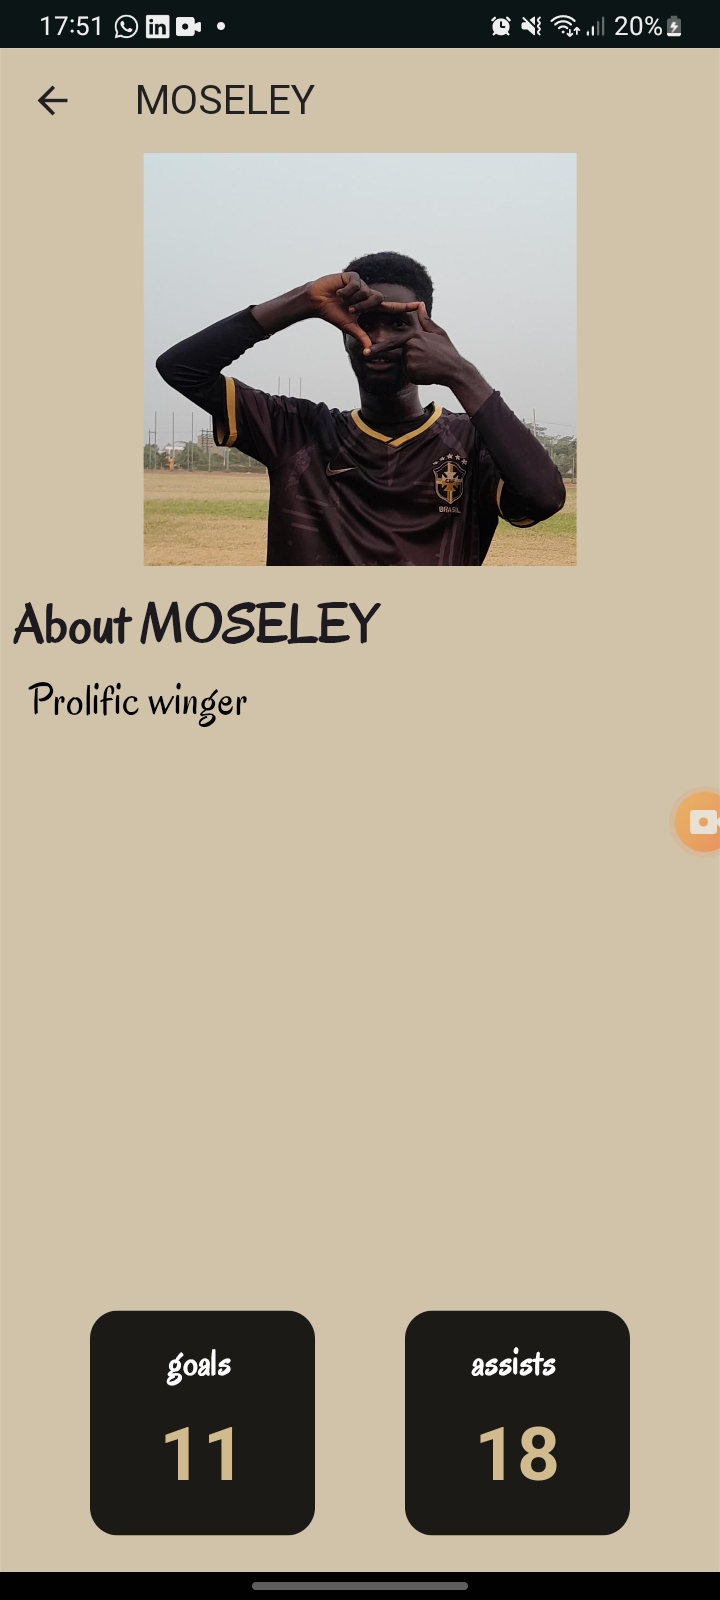 17:51 20%
MOSELEY
BRASIL
About MOSELEY
Prolific winger
goals assists
11 18